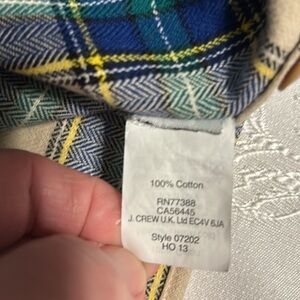 100% Cotton
RN77388
CA56445
J. CREW U.K. Ltd EC4V 6JA
Style 07202
HO 13